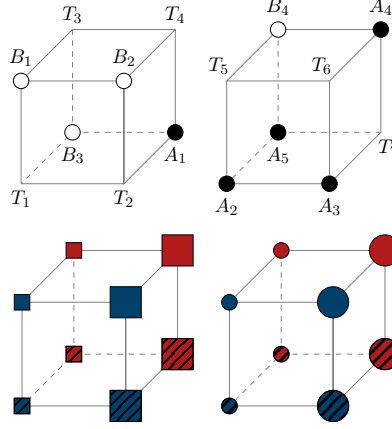 T₃ T₄ B₄ A₄
B₁ B₂ T₅ T₆
B₃ A₁ A₅
T₁ T₂ A₂ A₃